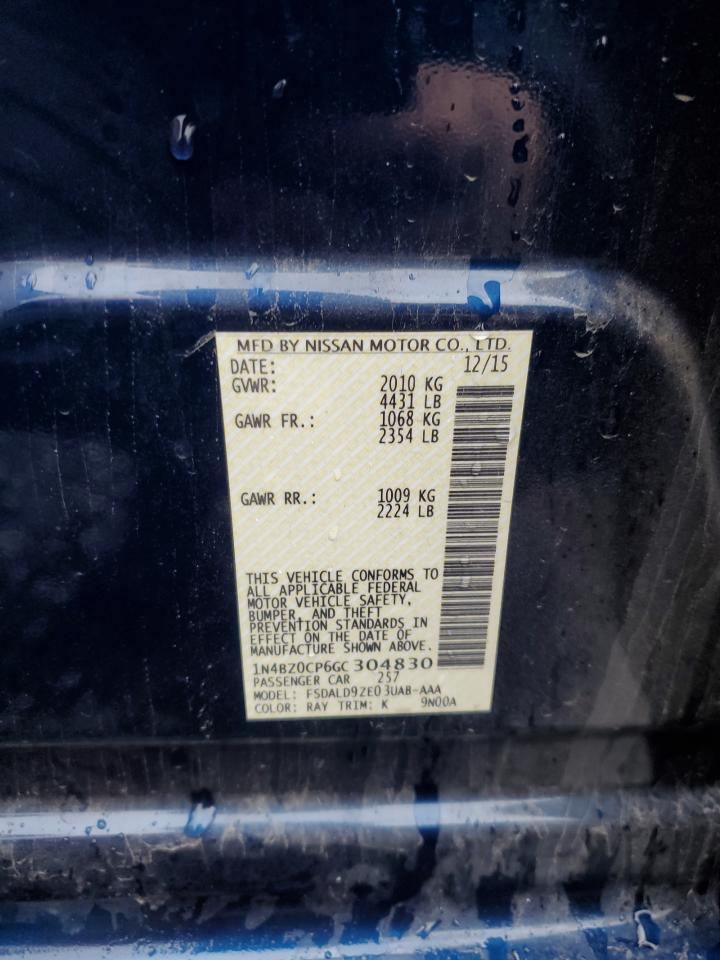 MFD BY NISSAN MOTOR CO., LTD.
DATE: 12/15
GVWR: 2010 KG
4431 LB
GAWR FR.: 1068 KG
2354 LB
GAWR RR.: 1009 KG
2224 LB
THIS VEHICLE CONFORMS TO
ALL APPLICABLE FEDERAL
MOTOR VEHICLE SAFETY,
BUMPER, AND THEFT
PREVENTION STANDARDS IN
EFFECT ON THE DATE OF
MANUFACTURE SHOWN ABOVE.
1N4BZ0CP6GC304830
PASSENGER CAR 257
MODEL: FSDALD9ZE03UAB-AAA
COLOR: RAY TRIM: K 9N00A